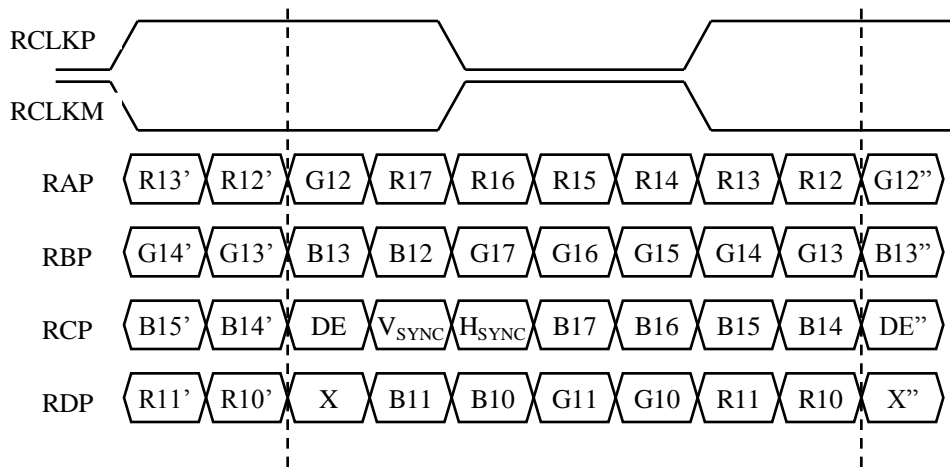 RCLKP
RCLKM
RAP R13’ R12’ G12 R17 R16 R15 R14 R13 R12 G12”
RBP G14’ G13’ B13 B12 G17 G16 G15 G14 G13 B13”
RCP B15’ B14’ DE VSYNC HSYNC B17 B16 B15 B14 DE”
RDP R11’ R10’ X B11 B10 G11 G10 R11 R10 X”